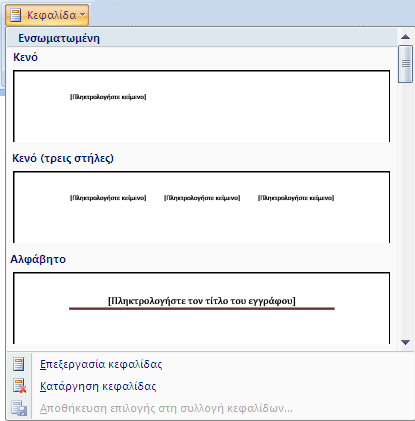 Κεφαλίδα
Ενσωματωμένη
Κενό
[Πληκτρολογήστε κείμενο]
Κενό (τρεις στήλες)
[Πληκτρολογήστε κείμενο] [Πληκτρολογήστε κείμενο] [Πληκτρολογήστε κείμενο]
Αλφάβητο
[Πληκτρολογήστε τον τίτλο του εγγράφου]
Επεξεργασία κεφαλίδας
Κατάργηση κεφαλίδας
Αποθήκευση επιλογής στη συλλογή κεφαλίδων...